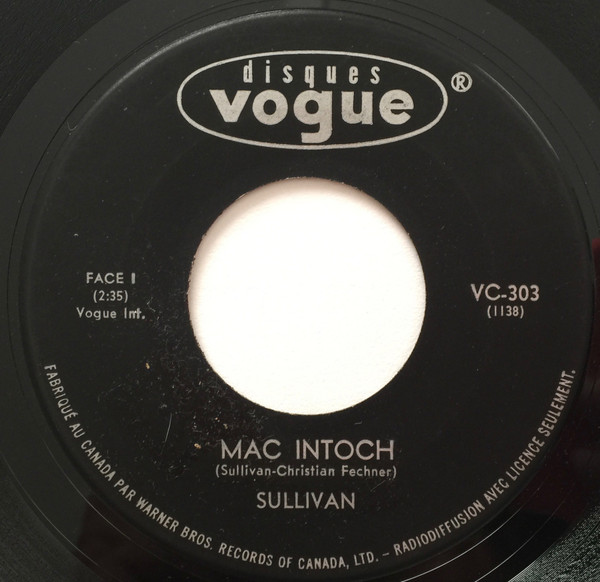 disques
vogue®
FACE 1
(2:35)
Vogue Int.
VC-303
(1138)
MAC INTOCH
(Sullivan-Christian Fechner)
SULLIVAN
FABRIQUÉ AU CANADA PAR WARNER BROS. RECORDS OF CANADA, LTD. – RADIODIFFUSION AVEC LICENCE SEULEMENT.